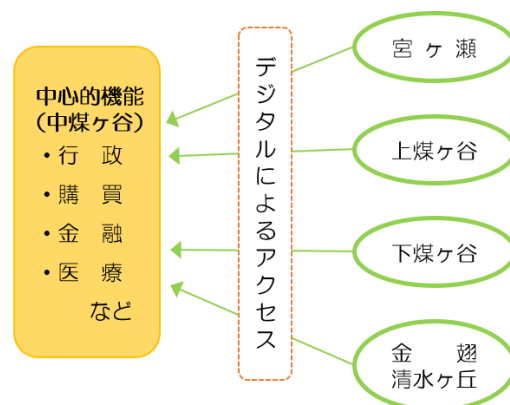 中心的機能
（中煤ヶ谷）
・行　政
・購　買
・金　融
・医　療
など
デジタルによるアクセス
宮ヶ瀬
上煤ヶ谷
下煤ヶ谷
金　翅
清水ヶ丘